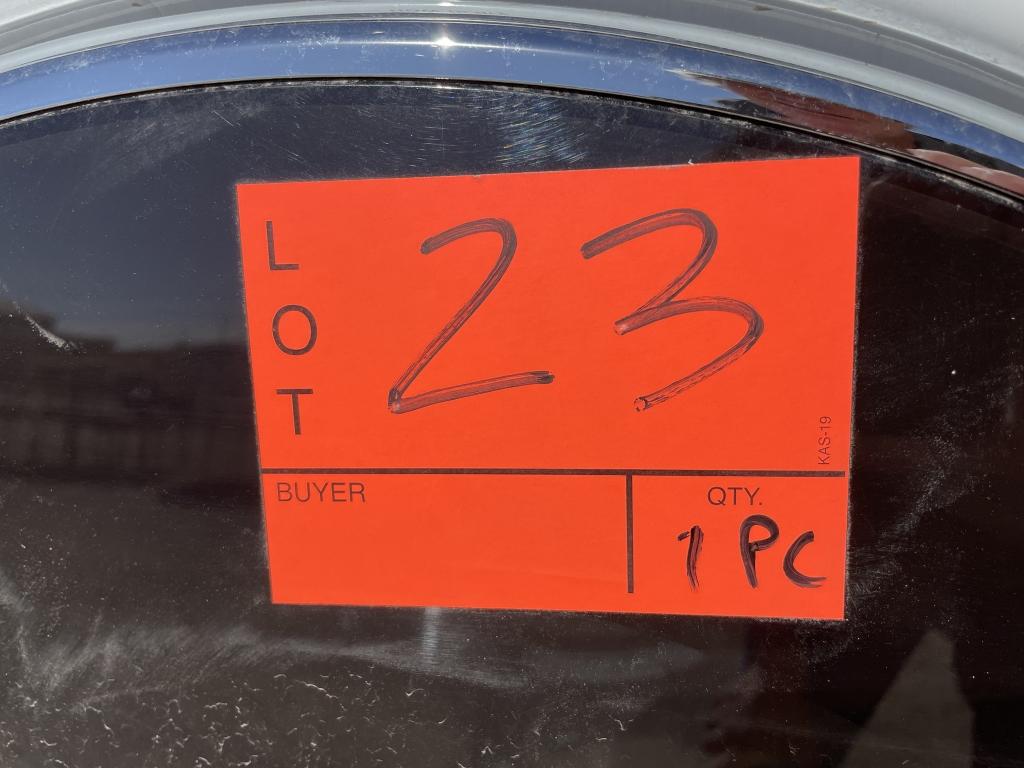 LOT 23
KAS-19
BUYER
QTY.
1 PC